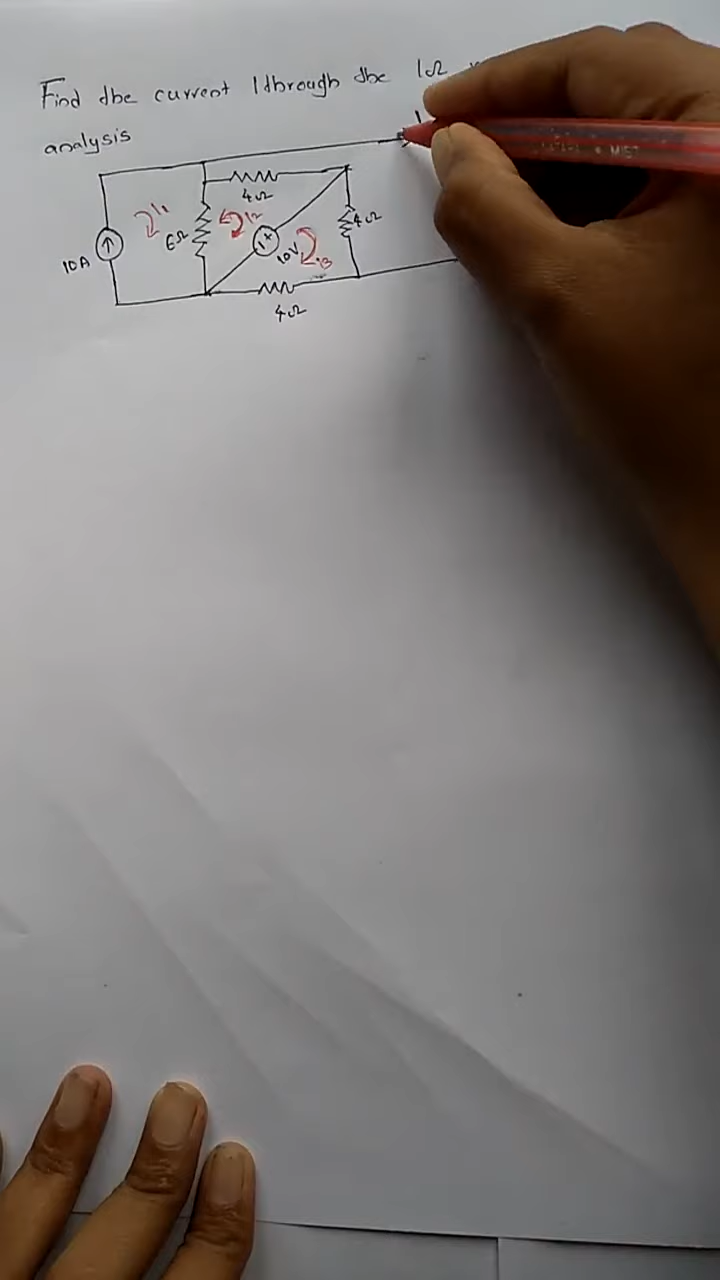 Find the current I through the 1Ω
analysis
4Ω
I1
I2
6Ω
4Ω
10A
10V
I3
4Ω